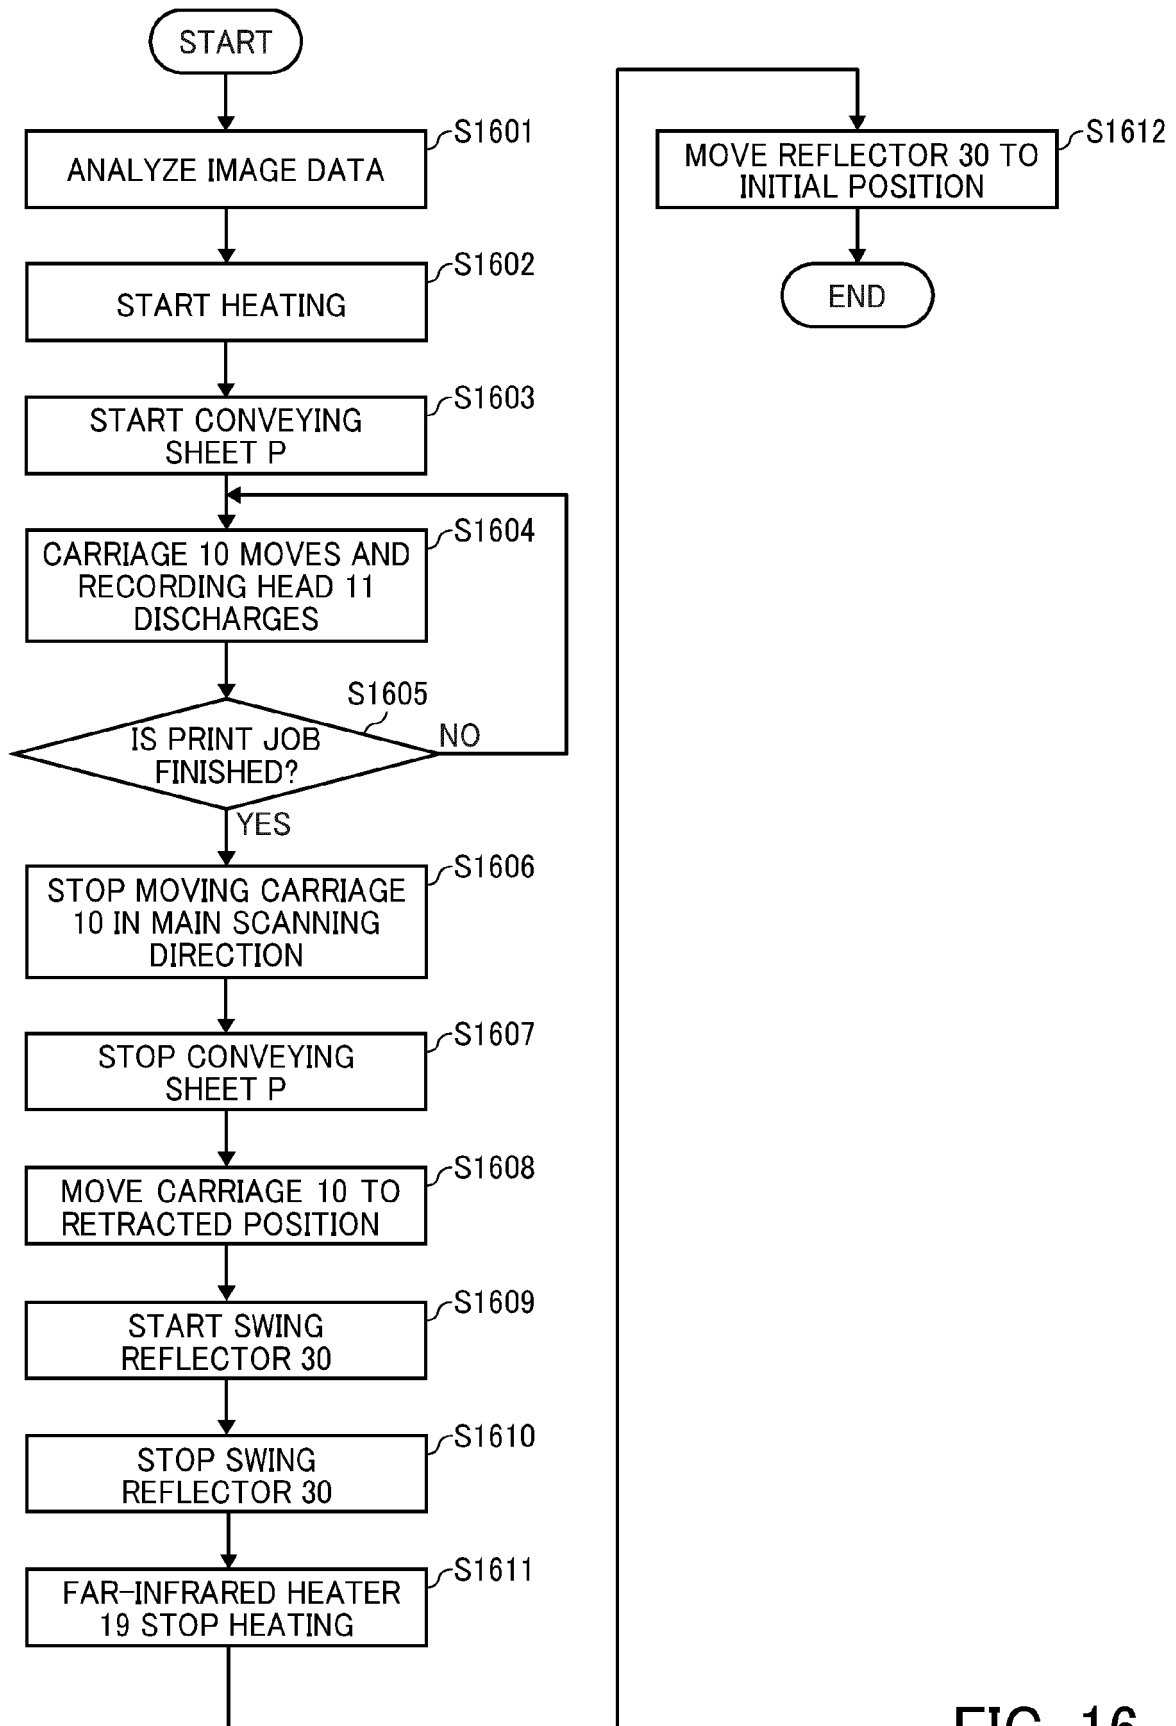 START
S1601
ANALYZE IMAGE DATA
S1602
START HEATING
S1603
START CONVEYING
SHEET P
S1604
CARRIAGE 10 MOVES AND
RECORDING HEAD 11
DISCHARGES
S1605
IS PRINT JOB
FINISHED?
NO
YES
S1606
STOP MOVING CARRIAGE
10 IN MAIN SCANNING
DIRECTION
S1607
STOP CONVEYING
SHEET P
S1608
MOVE CARRIAGE 10 TO
RETRACTED POSITION
S1609
START SWING
REFLECTOR 30
S1610
STOP SWING
REFLECTOR 30
S1611
FAR-INFRARED HEATER
19 STOP HEATING
S1612
MOVE REFLECTOR 30 TO
INITIAL POSITION
END
FIG. 16